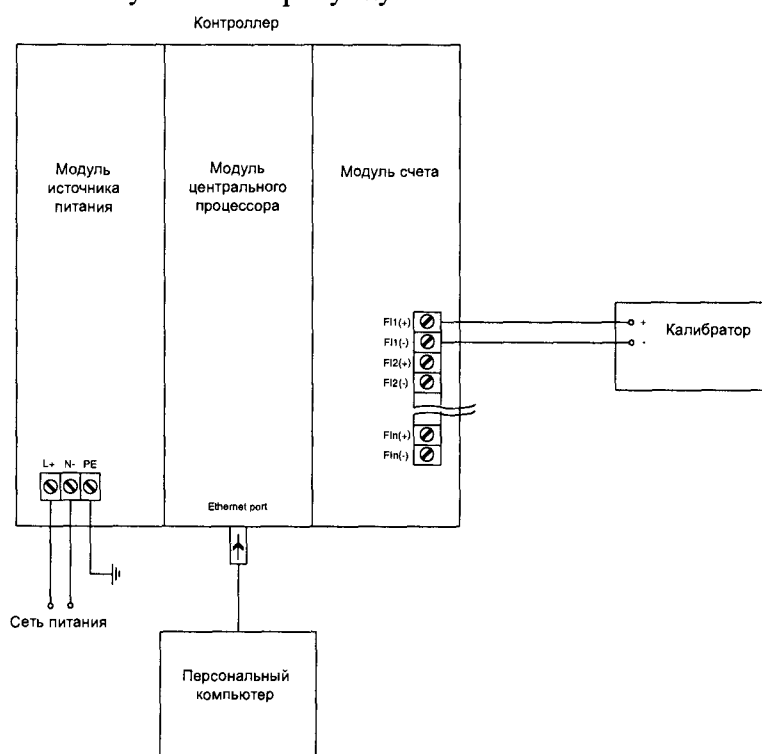 Контроллер
Модуль
источника
питания
Модуль
центрального
процессора
Модуль счета
FI1(+)
FI1(-)
FI2(+)
FI2(-)
FIn(+)
FIn(-)
+
-
Калибратор
L+ N- PE
Ethernet port
Сеть питания
Персональный
компьютер